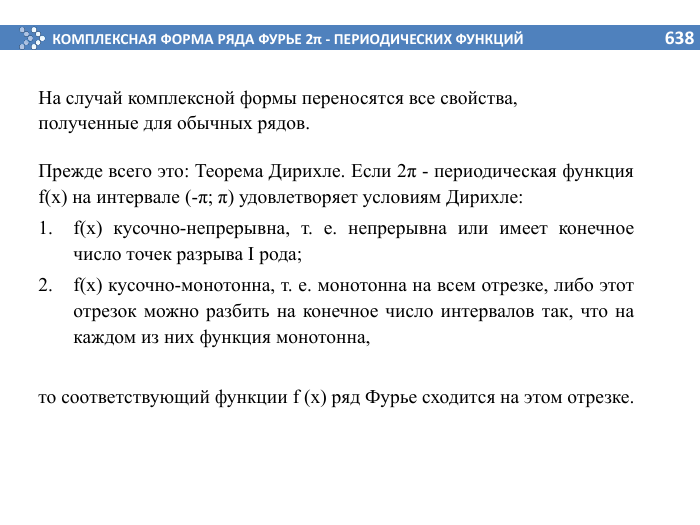 КОМПЛЕКСНАЯ ФОРМА РЯДА ФУРЬЕ 2π - ПЕРИОДИЧЕСКИХ ФУНКЦИЙ
638
На случай комплексной формы переносятся все свойства,
полученные для обычных рядов.
Прежде всего это: Теорема Дирихле. Если 2π - периодическая функция
f(x) на интервале (-π; π) удовлетворяет условиям Дирихле:
1. f(x) кусочно-непрерывна, т. е. непрерывна или имеет конечное
число точек разрыва I рода;
2. f(x) кусочно-монотонна, т. е. монотонна на всем отрезке, либо этот
отрезок можно разбить на конечное число интервалов так, что на
каждом из них функция монотонна,
то соответствующий функции f (x) ряд Фурье сходится на этом отрезке.